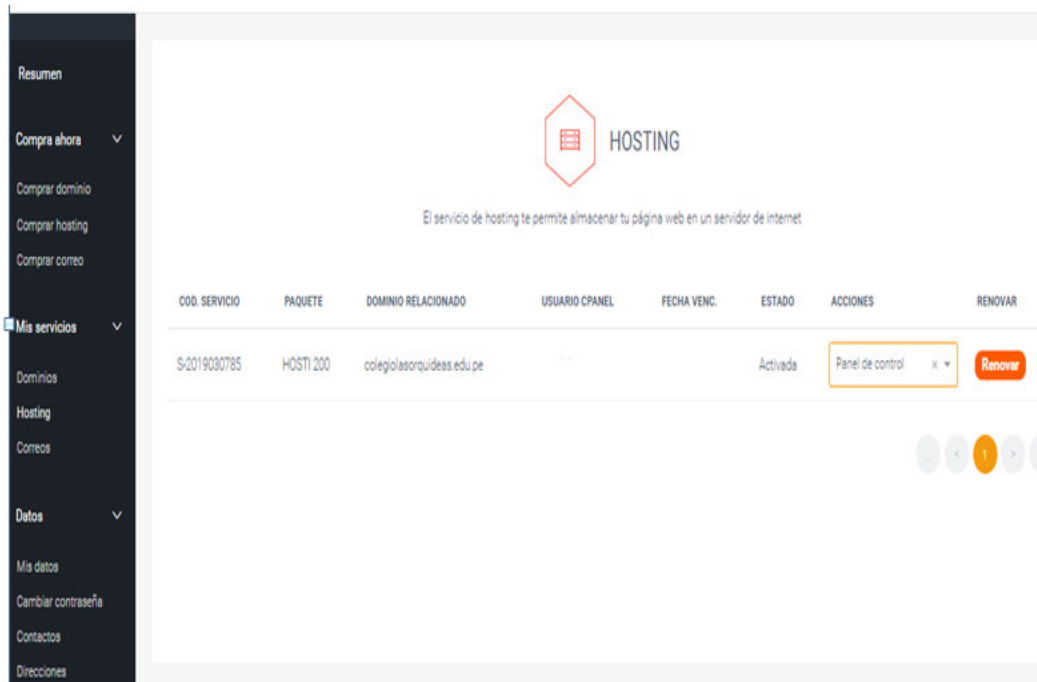 Resumen
Compra ahora
Comprar dominio
Comprar hosting
Comprar correo
Mis servicios
Dominios
Hosting
Correos
Datos
Mis datos
Cambiar contraseña
Contactos
Direcciones
HOSTING
El servicio de hosting te permite almacenar tu página web en un servidor de internet
COD. SERVICIO PAQUETE DOMINIO RELACIONADO USUARIO CPANEL FECHA VENC. ESTADO ACCIONES RENOVAR
S-2019030785 HOSTI 200 colegiolasorquideas.edu.pe Activada Panel de control x Renovar
... < 1 >